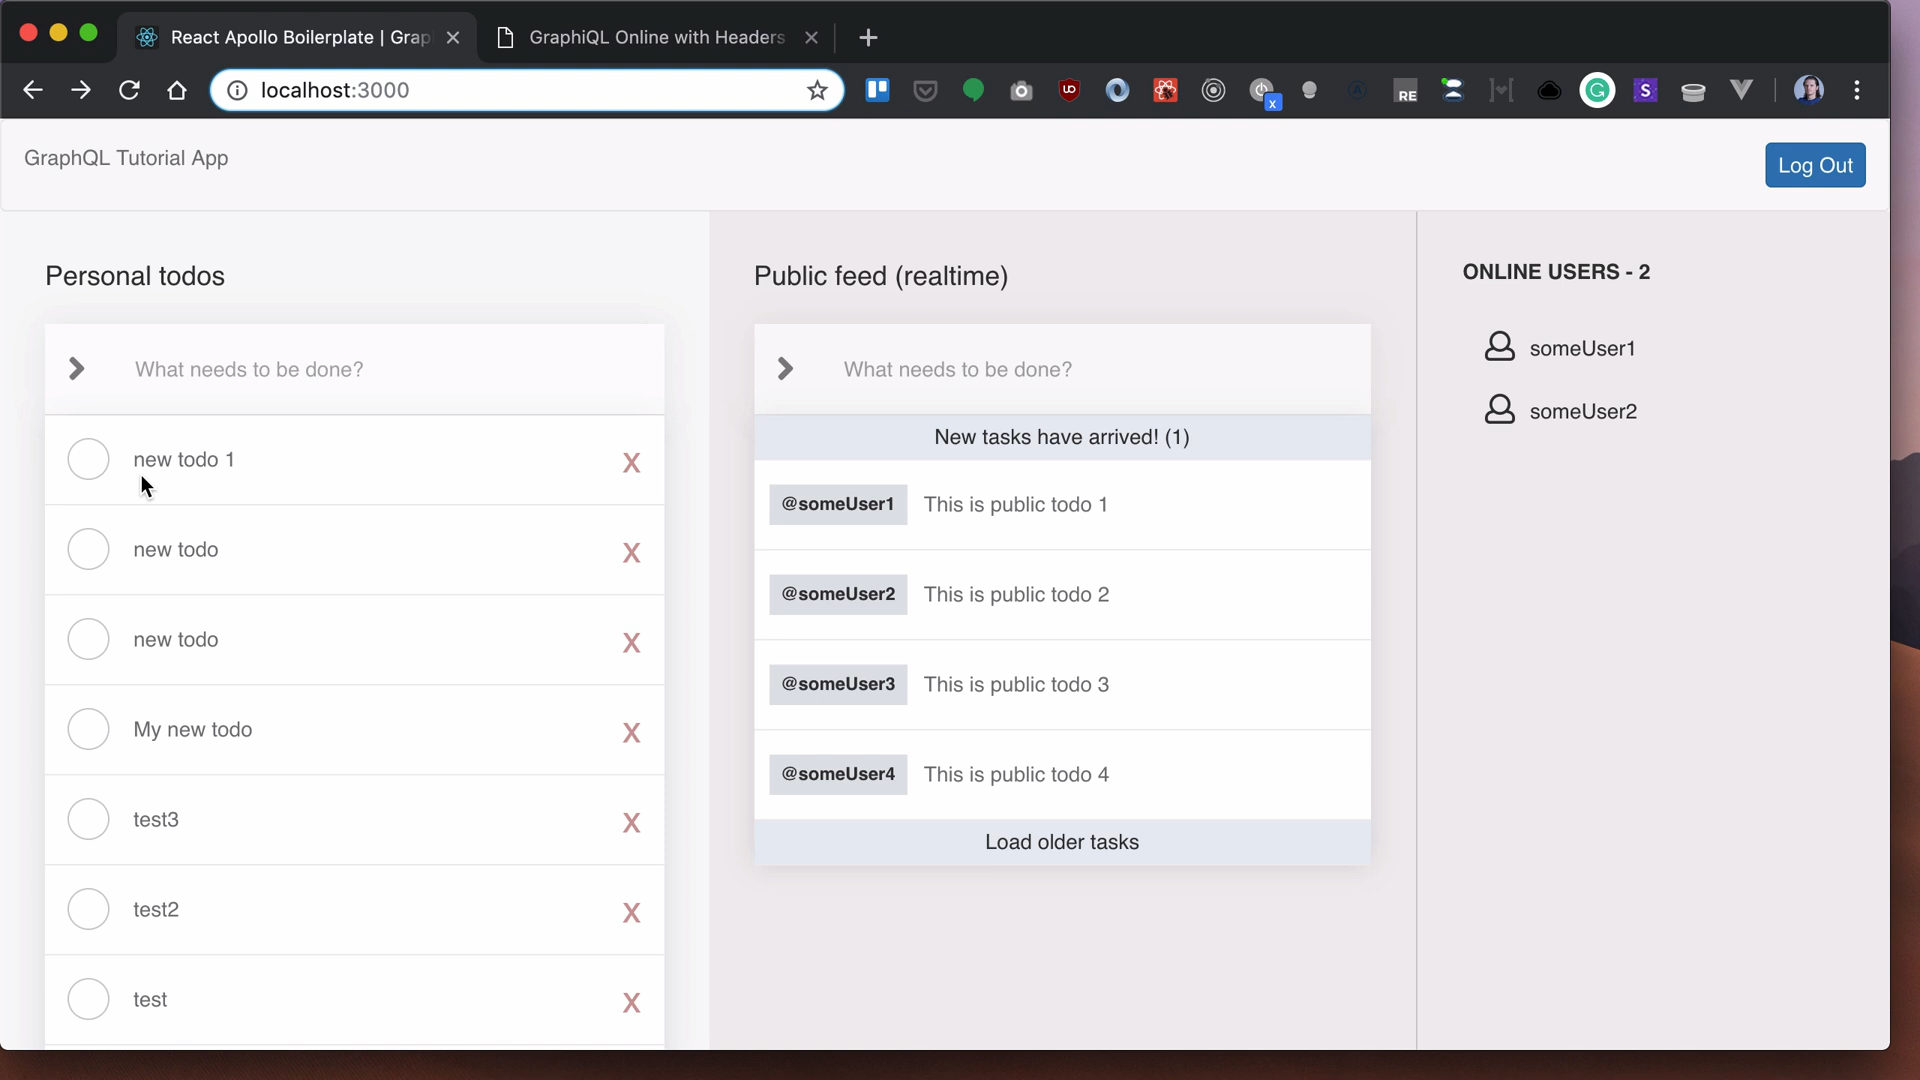 React Apollo Boilerplate | Grap
GraphiQL Online with Headers
localhost:3000
GraphQL Tutorial App
Log Out
Personal todos
What needs to be done?
new todo 1
X
new todo
X
new todo
X
My new todo
X
test3
X
test2
X
test
X
Public feed (realtime)
What needs to be done?
New tasks have arrived! (1)
@someUser1 This is public todo 1
@someUser2 This is public todo 2
@someUser3 This is public todo 3
@someUser4 This is public todo 4
Load older tasks
ONLINE USERS - 2
someUser1
someUser2